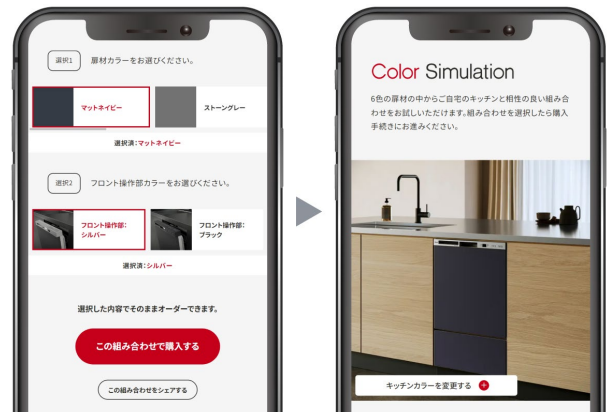 選択1
扉材カラーをお選びください。
マットネイビー
ストーングレー
選択済：マットネイビー
選択2
フロント操作部カラーをお選びください。
フロント操作部：
シルバー
フロント操作部：
ブラック
選択済：シルバー
選択した内容でそのままオーダーできます。
この組み合わせで購入する
この組み合わせをシェアする
Color Simulation
6色の扉材の中からご自宅のキッチンと相性の良い組み合
わせをお試しいただけます。組み合わせを選択したら購入
手続きにお進みください。
キッチンカラーを変更する